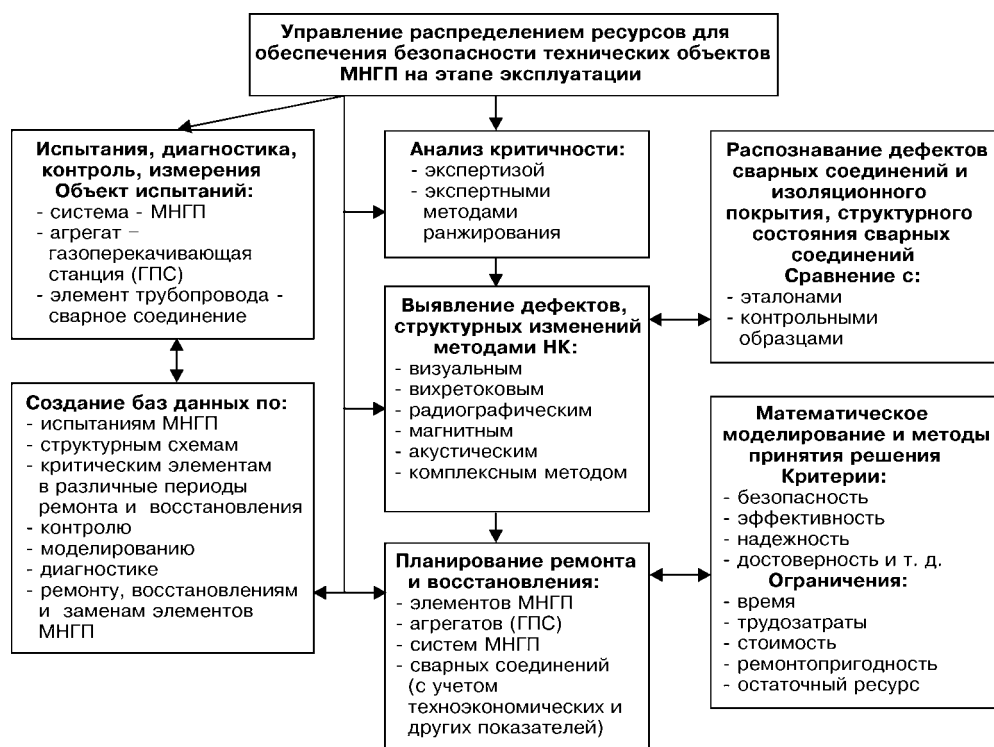 Управление распределением ресурсов для
обеспечения безопасности технических объектов
МНГП на этапе эксплуатации
Испытания, диагностика,
контроль, измерения
Объект испытаний:
- система - МНГП
- агрегат –
газоперекачивающая
станция (ГПС)
- элемент трубопровода -
сварное соединение
Анализ критичности:
- экспертизой
- экспертными
методами
ранжирования
Распознавание дефектов
сварных соединений и
изоляционного
покрытия, структурного
состояния сварных
соединений
Сравнение с:
- эталонами
- контрольными
образцами
Выявление дефектов,
структурных изменений
методами НК:
- визуальным
- вихретоковым
- радиографическим
- магнитным
- акустическим
- комплексным методом
Создание баз данных по:
- испытаниям МНГП
- структурным схемам
- критическим элементам
в различные периоды
ремонта и восстановления
- контролю
- моделированию
- диагностике
- ремонту, восстановлениям
и заменам элементов
МНГП
Математическое
моделирование и методы
принятия решения
Критерии:
- безопасность
- эффективность
- надежность
- достоверность и т. д.
Ограничения:
- время
- трудозатраты
- стоимость
- ремонтопригодность
- остаточный ресурс
Планирование ремонта
и восстановления:
- элементов МНГП
- агрегатов (ГПС)
- систем МНГП
- сварных соединений
(с учетом
техноэкономических и
других показателей)